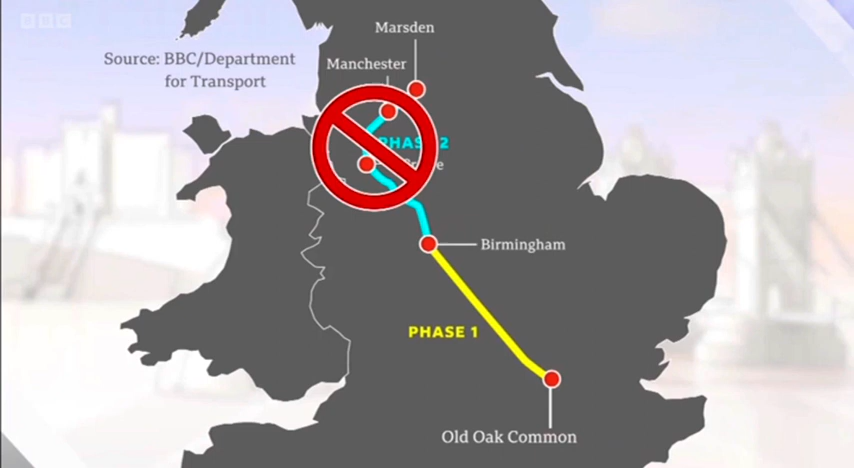 BBC
Marsden
Source: BBC/Department
for Transport
Manchester
PHASE 2
Birmingham
PHASE 1
Old Oak Common